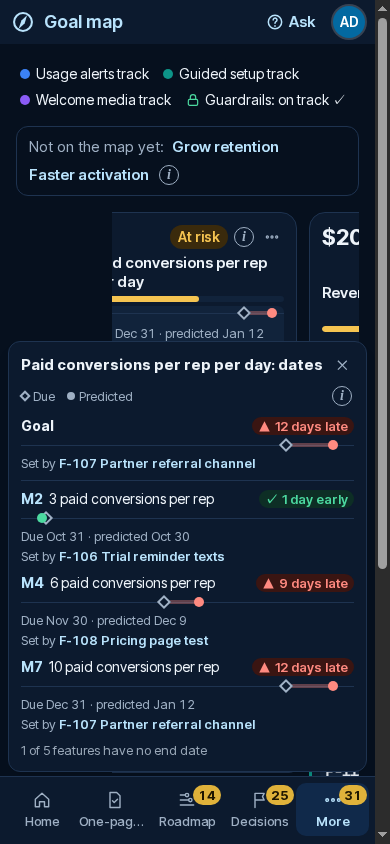 Goal map
Ask
AD
Usage alerts track
Guided setup track
Welcome media track
Guardrails: on track ✓
Not on the map yet: Grow retention
Faster activation
i
At risk
i
d conversions per rep
r day
Dec 31 · predicted Jan 12
$20
Rever
Paid conversions per rep per day: dates
Due
Predicted
i
Goal
▲ 12 days late
Set by F-107 Partner referral channel
M2 3 paid conversions per rep
✓ 1 day early
Due Oct 31 · predicted Oct 30
Set by F-106 Trial reminder texts
M4 6 paid conversions per rep
▲ 9 days late
Due Nov 30 · predicted Dec 9
Set by F-108 Pricing page test
M7 10 paid conversions per rep
▲ 12 days late
Due Dec 31 · predicted Jan 12
Set by F-107 Partner referral channel
1 of 5 features have no end date
Home
One-pag...
14
Roadmap
25
Decisions
31
More